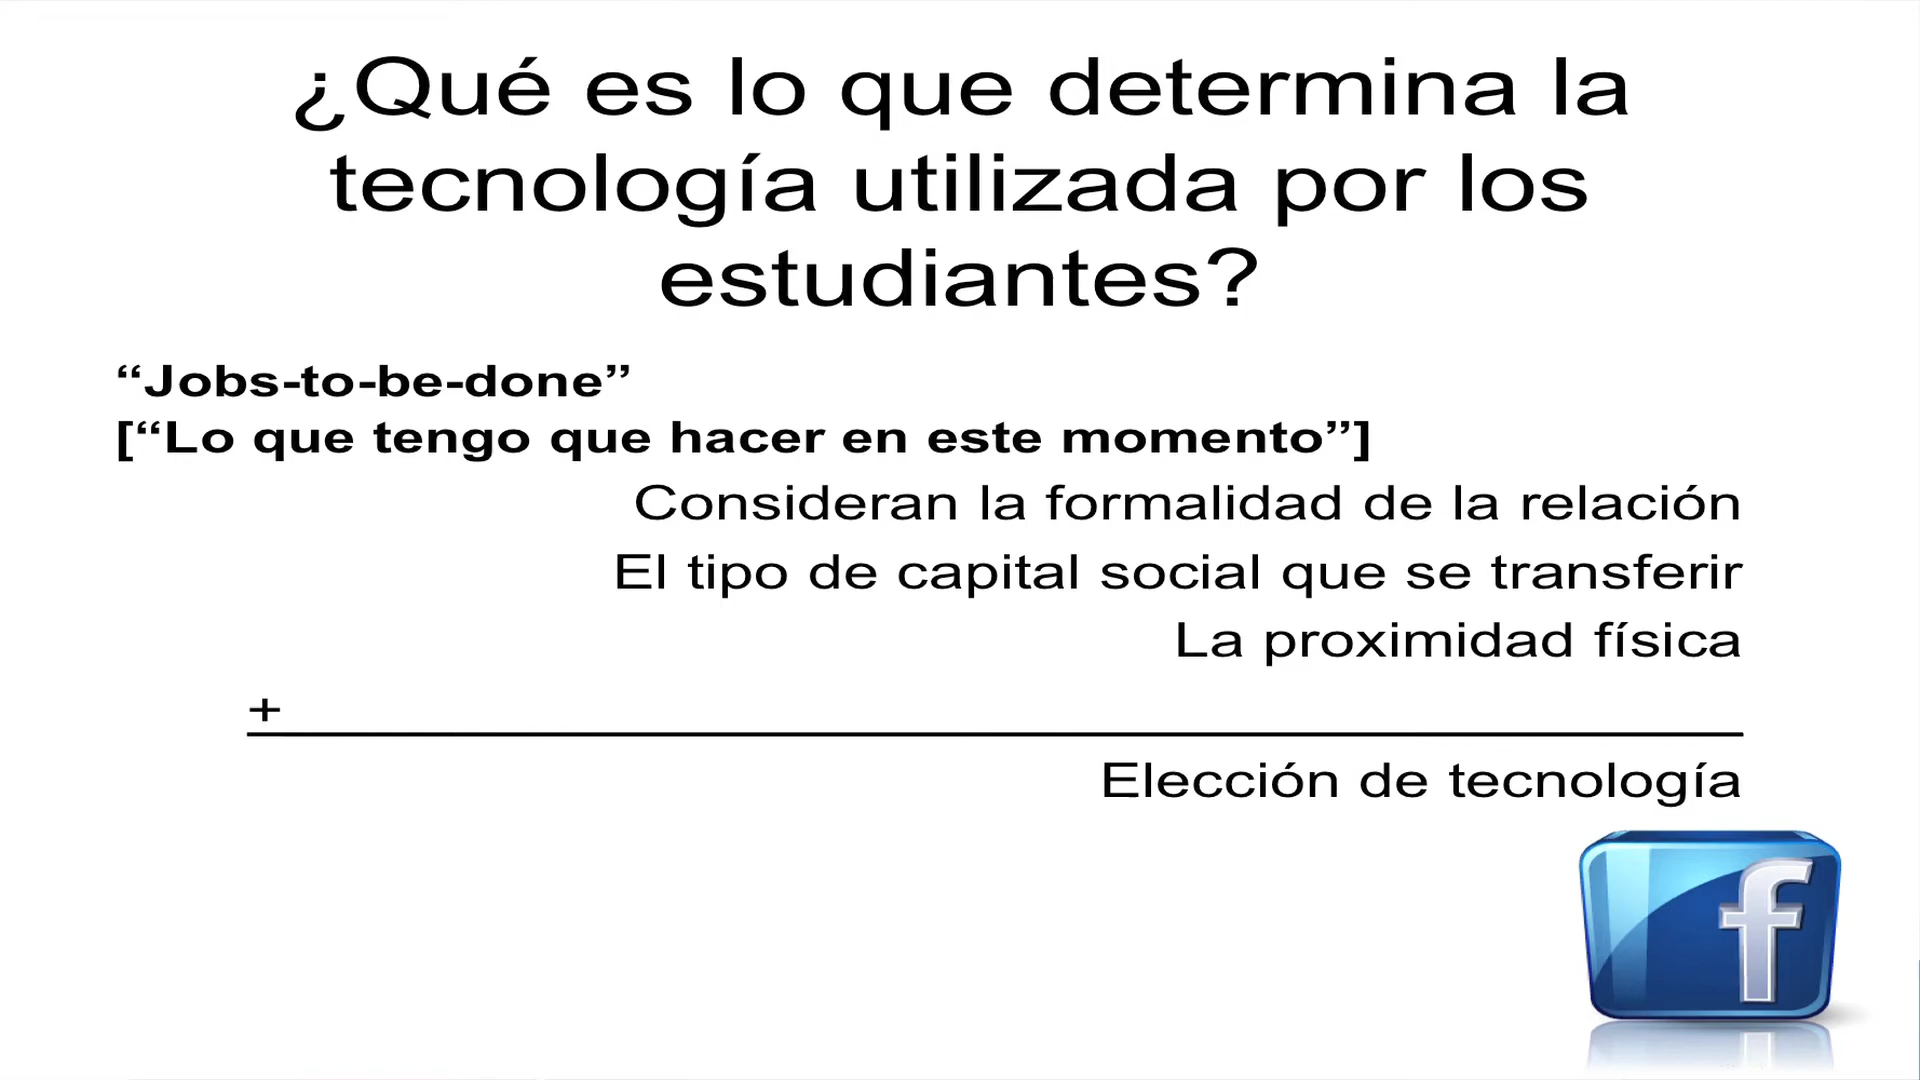 ¿Qué es lo que determina la
tecnología utilizada por los
estudiantes?
“Jobs-to-be-done”
[“Lo que tengo que hacer en este momento”]
Consideran la formalidad de la relación
El tipo de capital social que se transferir
La proximidad física
+
Elección de tecnología
f